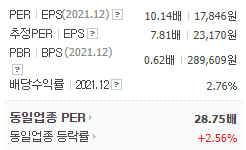 PER | EPS(2021.12) ? 10.14배 | 17,846원
추정PER | EPS ? 7.81배 | 23,170원
PBR | BPS (2021.12) 0.62배 | 289,609원
?
배당수익률 | 2021.12 ? 2.76%
동일업종 PER 28.75배
동일업종 등락률 +2.56%